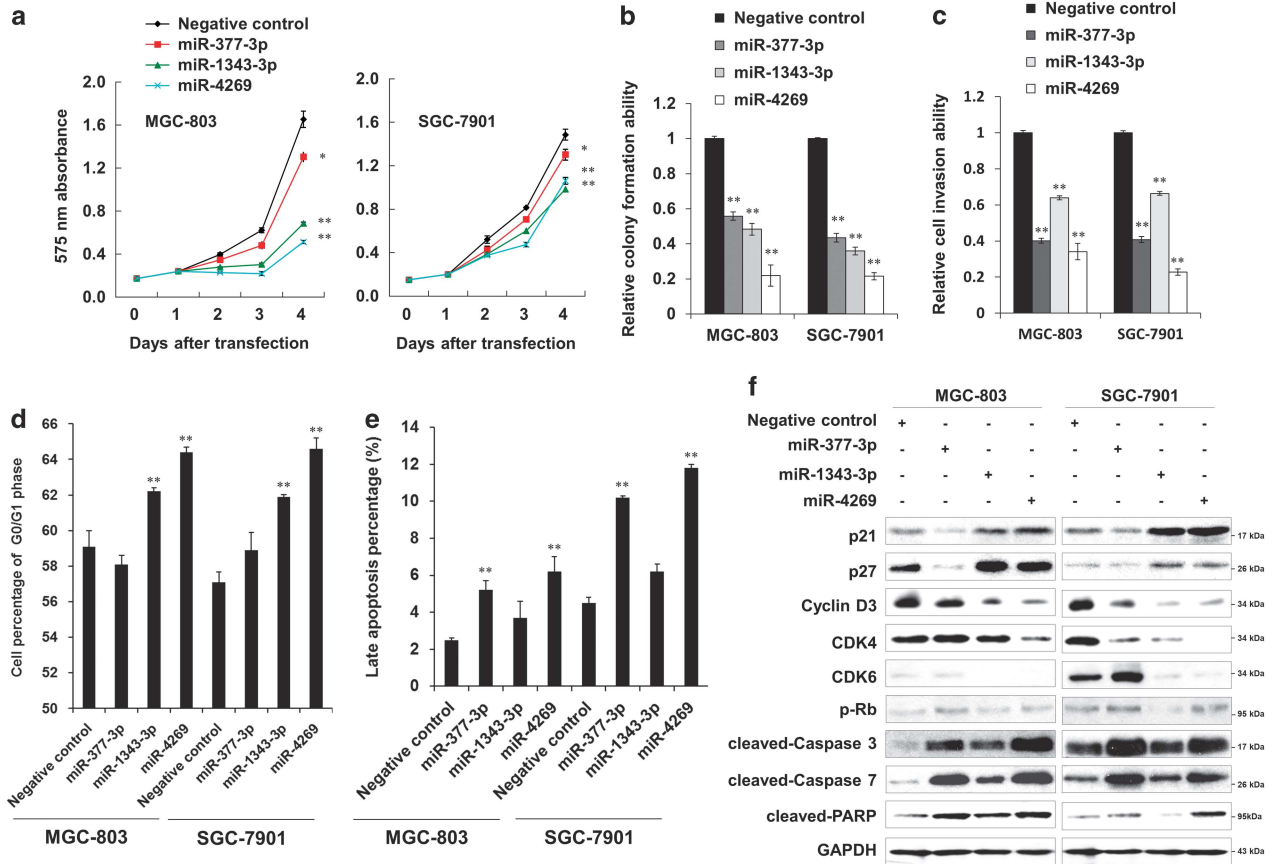 a
Negative control
miR-377-3p
miR-1343-3p
miR-4269
575 nm absorbance
2.0
1.6
1.2
0.8
0.4
0.0
MGC-803
*
**
**
0 1 2 3 4
Days after transfection
2.0
1.6
1.2
0.8
0.4
0.0
SGC-7901
*
**
**
0 1 2 3 4
Days after transfection
b
Negative control
miR-377-3p
miR-1343-3p
miR-4269
Relative colony formation ability
1.2
1
0.8
0.6
0.4
0.2
0
** ** **
** ** **
MGC-803 SGC-7901
c
Negative control
miR-377-3p
miR-1343-3p
miR-4269
Relative cell invasion ability
1.2
1
0.8
0.6
0.4
0.2
0
** ** **
** ** **
MGC-803 SGC-7901
d
Cell percentage of G0/G1 phase
66
64
62
60
58
56
54
52
50
** ** ** **
Negative control
miR-377-3p
miR-1343-3p
miR-4269
Negative control
miR-377-3p
miR-1343-3p
miR-4269
MGC-803 SGC-7901
e
Late apoptosis percentage (%)
14
12
10
8
6
4
2
0
** ** ** **
Negative control
miR-377-3p
miR-1343-3p
miR-4269
Negative control
miR-377-3p
miR-1343-3p
miR-4269
MGC-803 SGC-7901
f
MGC-803 SGC-7901
Negative control + - - - + - - -
miR-377-3p - + - - - + - -
miR-1343-3p - - + - - - + -
miR-4269 - - - + - - - +
p21 - 17 kDa
p27 - 26 kDa
Cyclin D3 - 34 kDa
CDK4 - 34 kDa
CDK6 - 34 kDa
p-Rb - 95 kDa
cleaved-Caspase 3 - 17 kDa
cleaved-Caspase 7 - 26 kDa
cleaved-PARP - 95kDa
GAPDH - 43 kDa